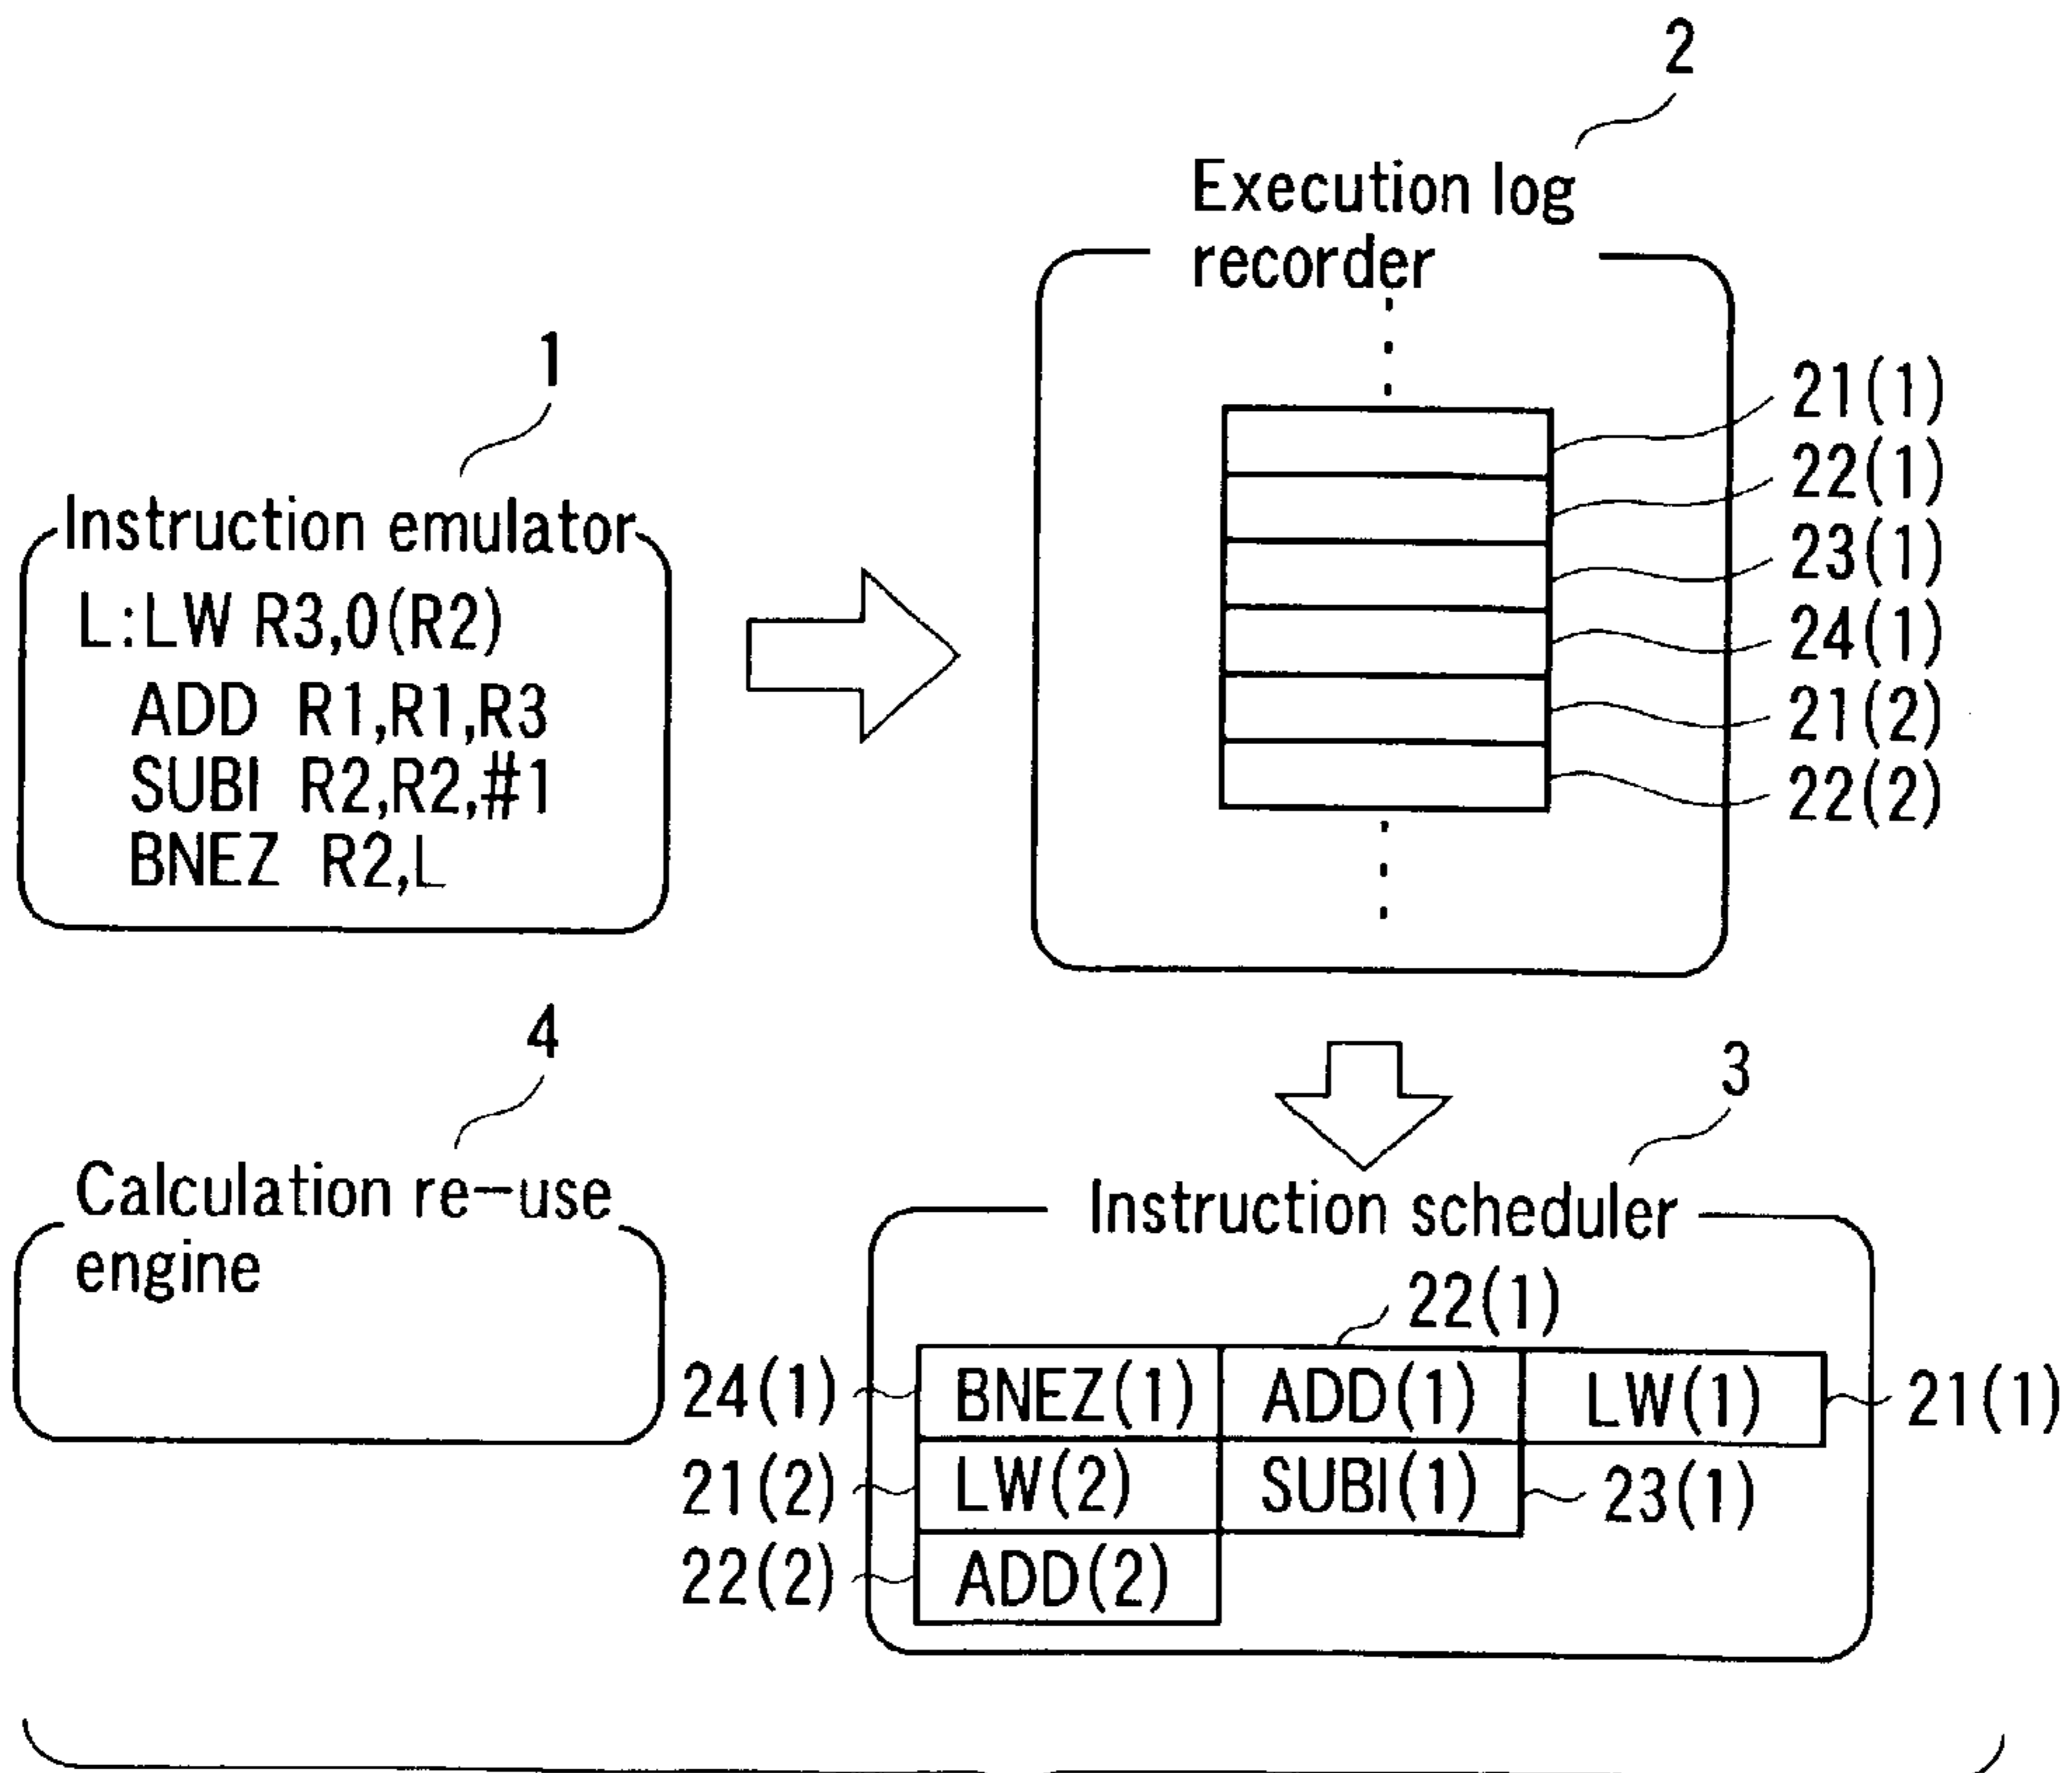 2
Execution log
recorder
1
21(1)
22(1)
23(1)
24(1)
21(2)
22(2)
Instruction emulator
L:LW R3,0(R2)
ADD R1,R1,R3
SUBI R2,R2,#1
BNEZ R2,L
4
Calculation re-use
engine
3
Instruction scheduler
22(1)
24(1) BNEZ(1) ADD(1) LW(1) 21(1)
21(2) LW(2) SUBI(1) 23(1)
22(2) ADD(2)